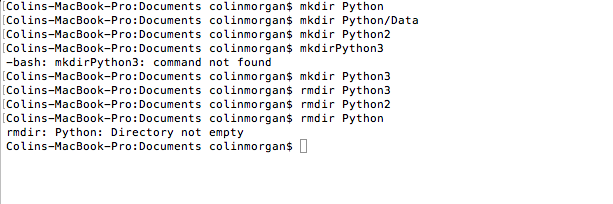 [Colins-MacBook-Pro:Documents colinmorgan$ mkdir Python
[Colins-MacBook-Pro:Documents colinmorgan$ mkdir Python/Data
[Colins-MacBook-Pro:Documents colinmorgan$ mkdir Python2
[Colins-MacBook-Pro:Documents colinmorgan$ mkdirPython3
-bash: mkdirPython3: command not found
[Colins-MacBook-Pro:Documents colinmorgan$ mkdir Python3
[Colins-MacBook-Pro:Documents colinmorgan$ rmdir Python3
[Colins-MacBook-Pro:Documents colinmorgan$ rmdir Python2
[Colins-MacBook-Pro:Documents colinmorgan$ rmdir Python
rmdir: Python: Directory not empty
Colins-MacBook-Pro:Documents colinmorgan$